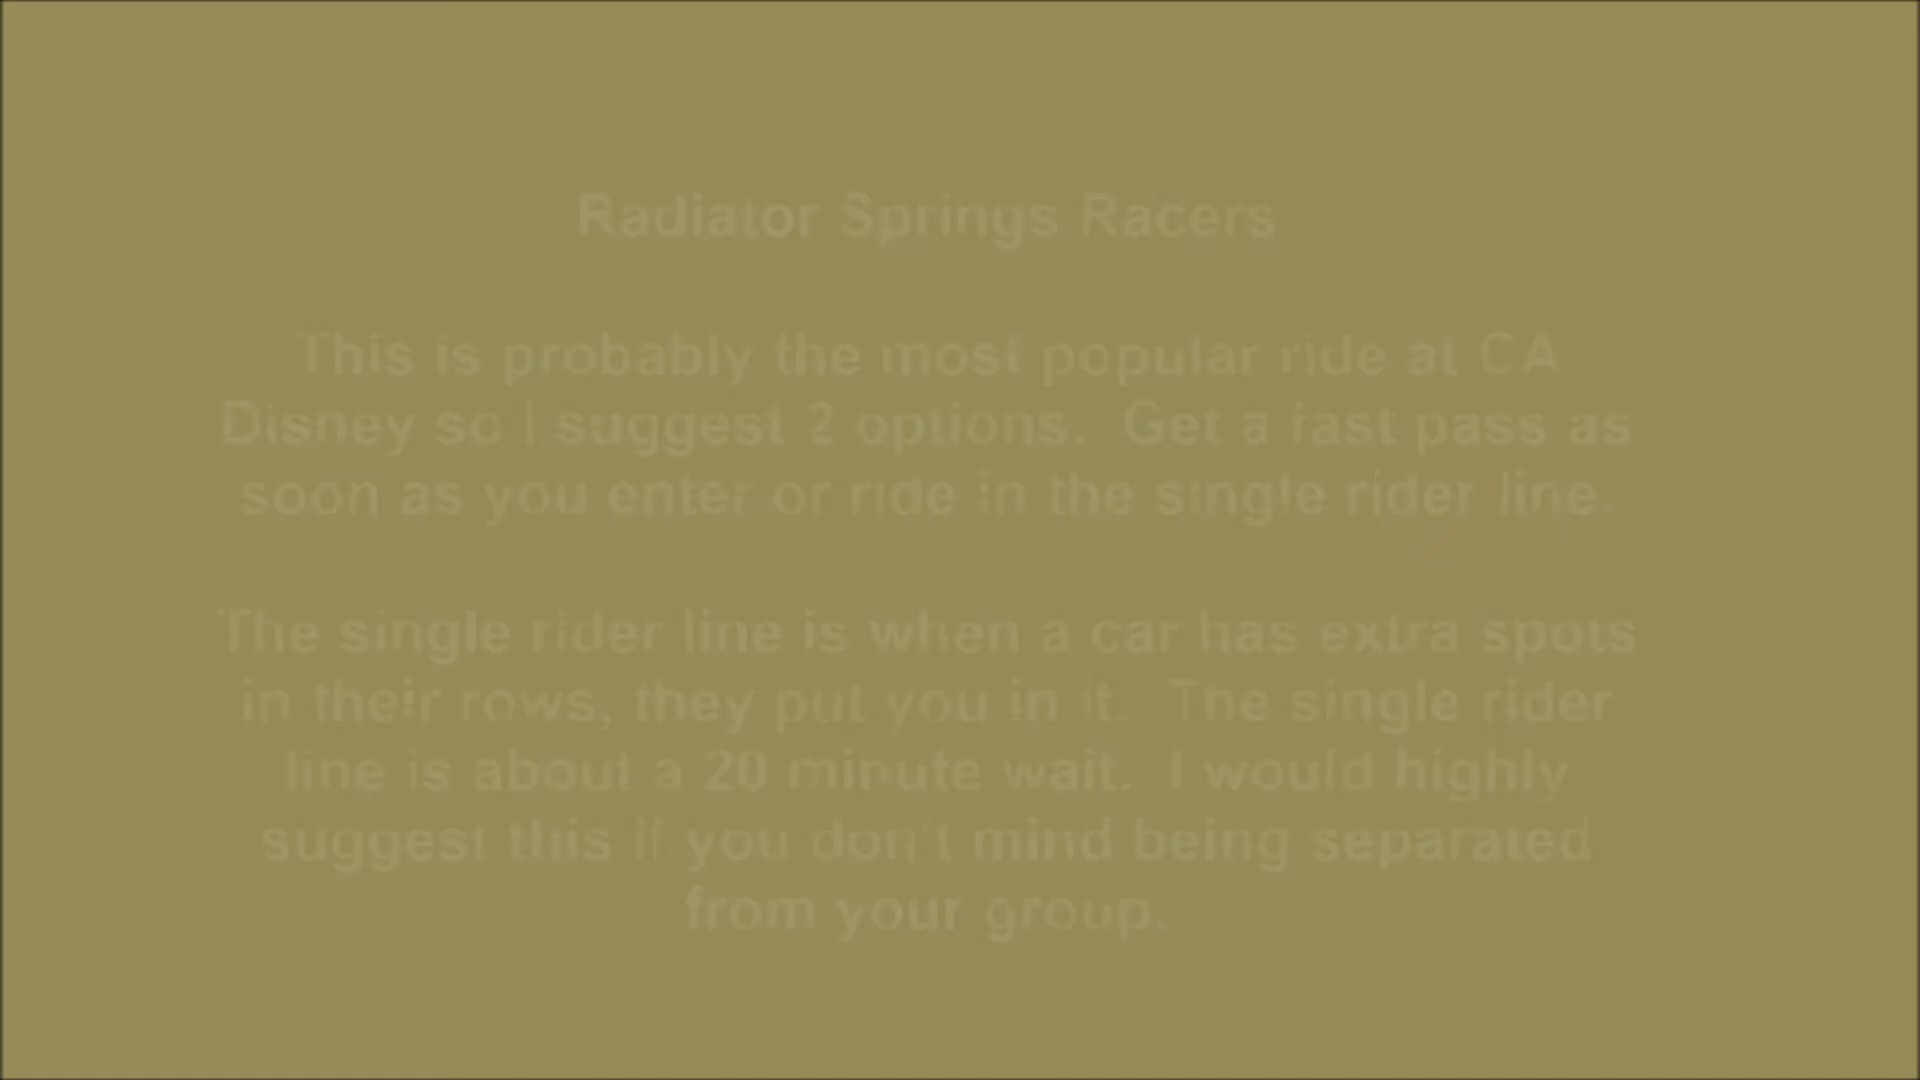 Radiator Springs Racers
This is probably the most popular ride at CA
Disney so I suggest 2 options. Get a fast pass as
soon as you enter or ride in the single rider line.
The single rider line is when a car has extra spots
in their rows, they put you in it. The single rider
line is about a 20 minute wait. I would highly
suggest this if you don't mind being separated
from your group.